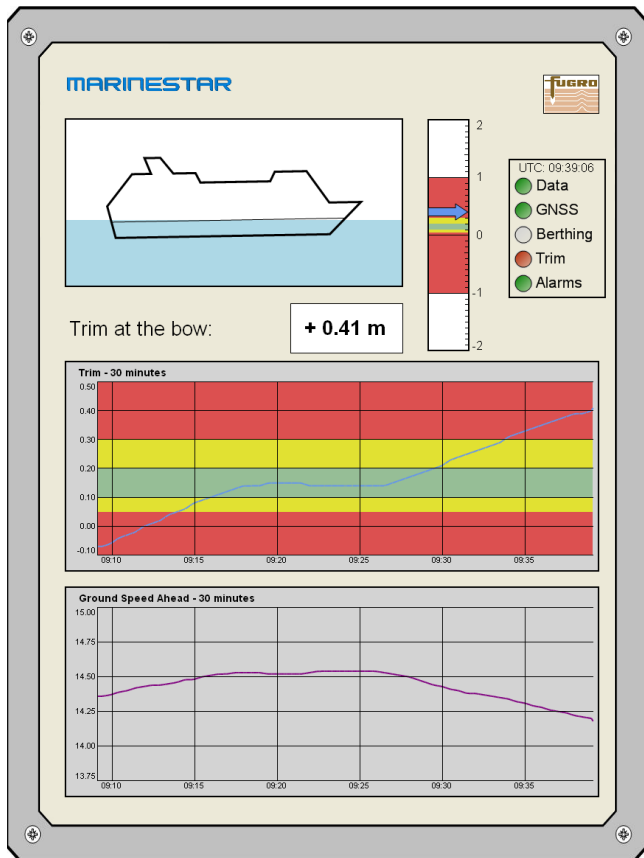 MARINESTAR
FUGRO
2
1
0
-1
-2
UTC: 09:39:06
Data
GNSS
Berthing
Trim
Alarms
Trim at the bow:
+ 0.41 m
Trim - 30 minutes
0.50
0.40
0.30
0.20
0.10
0.00
-0.10
09:10 09:15 09:20 09:25 09:30 09:35
Ground Speed Ahead - 30 minutes
15.00
14.75
14.50
14.25
14.00
13.75
09:10 09:15 09:20 09:25 09:30 09:35